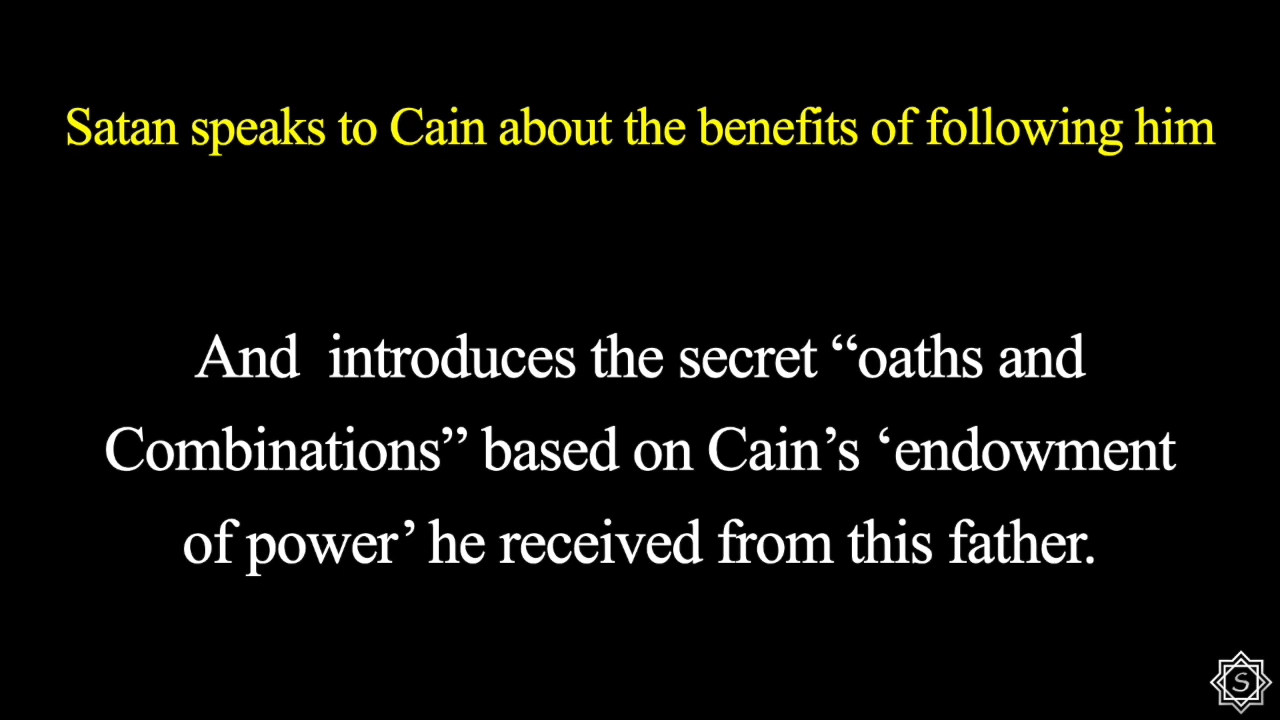 Satan speaks to Cain about the benefits of following him
And introduces the secret “oaths and
Combinations” based on Cain’s ‘endowment
of power’ he received from this father.
S